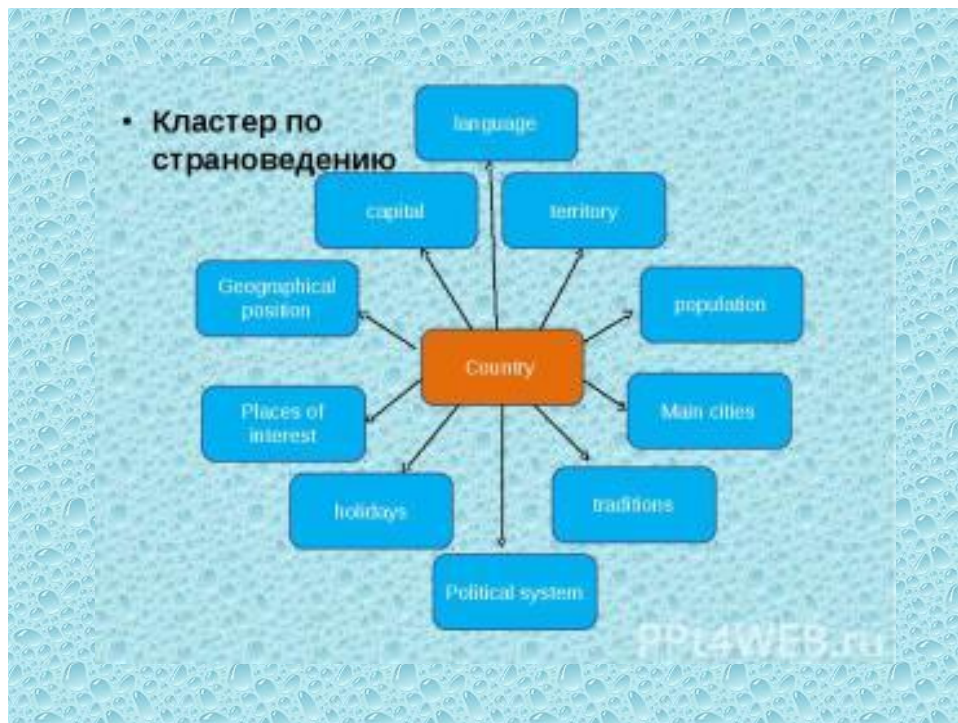 • Кластер по
страноведению
language
capital
territory
Geographical
position
population
Country
Places of
interest
Main cities
holidays
traditions
Political system
PPt4WEB.ru